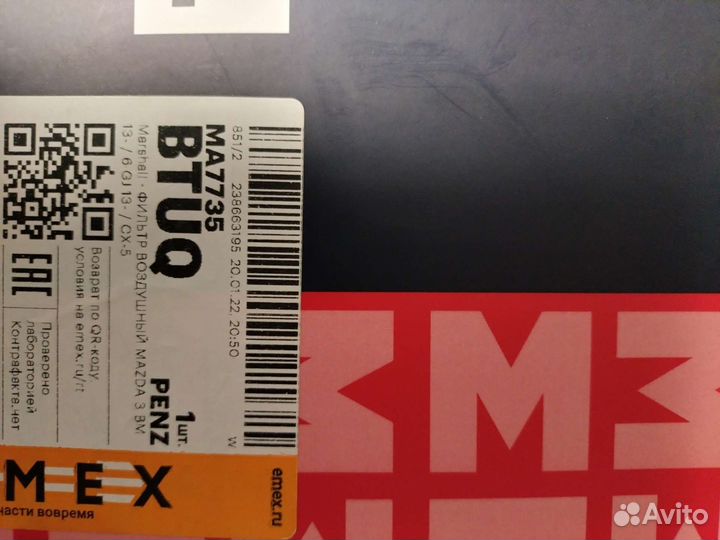 851/2 238663195 20.01.22, 20:50 W
MA7735
BTUQ
1 шт.
PENZ
Marshall - ФИЛЬТР ВОЗДУШНЫЙ MAZDA 3 BM
13- / 6 GJ 13- / CX-5
Возврат по QR-коду,
условия на emex.ru/rt
EAC
Проверено
лабораторией
Контрафакта.нет
MEX
части вовремя
emex.ru
M
Avito